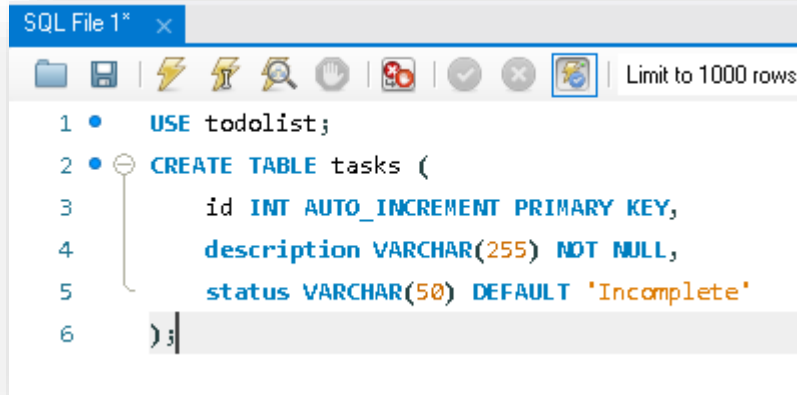 SQL File 1*
Limit to 1000 rows
1 USE todolist;
2 CREATE TABLE tasks (
3 id INT AUTO_INCREMENT PRIMARY KEY,
4 description VARCHAR(255) NOT NULL,
5 status VARCHAR(50) DEFAULT 'Incomplete'
6 );